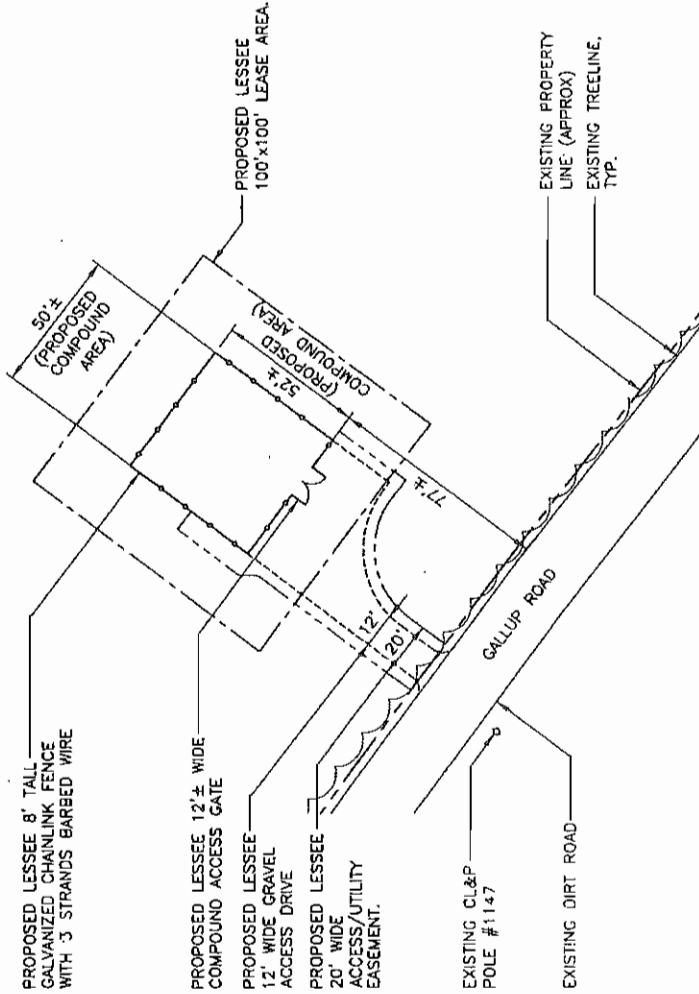 PROPOSED LESSEE 8' TALL
GALVANIZED CHAINLINK FENCE
WITH 3 STRANDS BARBED WIRE
50'±
(PROPOSED
COMPOUND
AREA)
PROPOSED LESSEE
100'x100' LEASE AREA.
52'±
(PROPOSED
COMPOUND AREA)
PROPOSED LESSEE 12'± WIDE
COMPOUND ACCESS GATE
PROPOSED LESSEE
12' WIDE GRAVEL
ACCESS DRIVE
PROPOSED LESSEE
20' WIDE
ACCESS/UTILITY
EASEMENT.
12'
20'
77'±
GALLUP ROAD
EXISTING PROPERTY
LINE (APPROX)
EXISTING TREELINE,
TYP.
EXISTING CL&P
POLE #1147
EXISTING DIRT ROAD